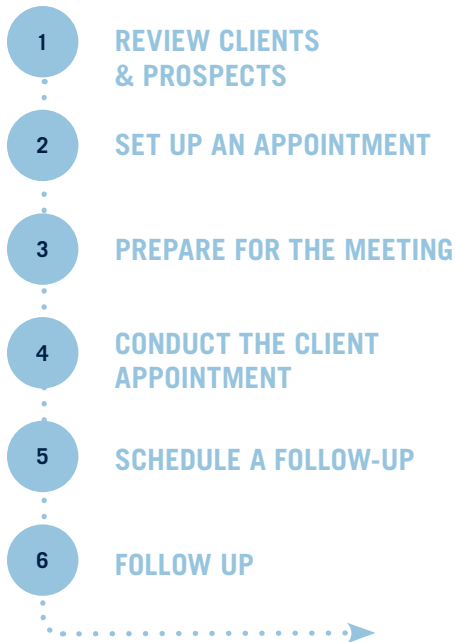 1
REVIEW CLIENTS
& PROSPECTS
2
SET UP AN APPOINTMENT
3
PREPARE FOR THE MEETING
4
CONDUCT THE CLIENT
APPOINTMENT
5
SCHEDULE A FOLLOW-UP
6
FOLLOW UP